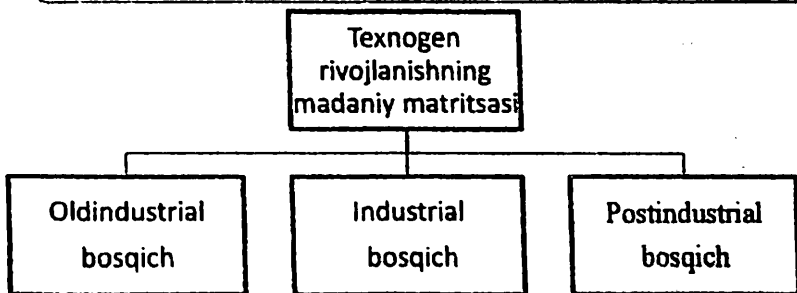 Texnogen
rivojlanishning
madaniy matritsasi
Oldindustrial
bosqich
Industrial
bosqich
Postindustrial
bosqich